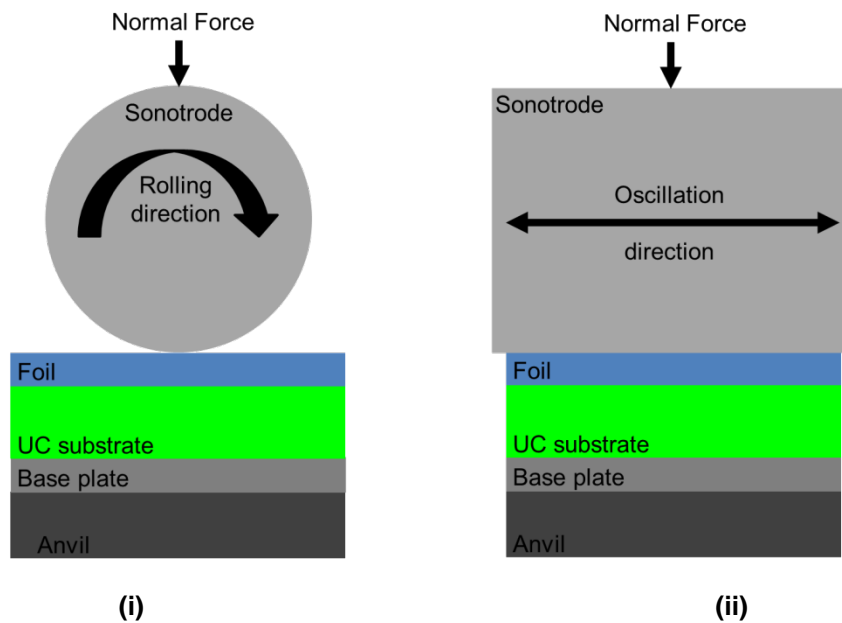 Normal Force
Sonotrode
Rolling
direction
Foil
UC substrate
Base plate
Anvil
(i)
Normal Force
Sonotrode
Oscillation
direction
Foil
UC substrate
Base plate
Anvil
(ii)